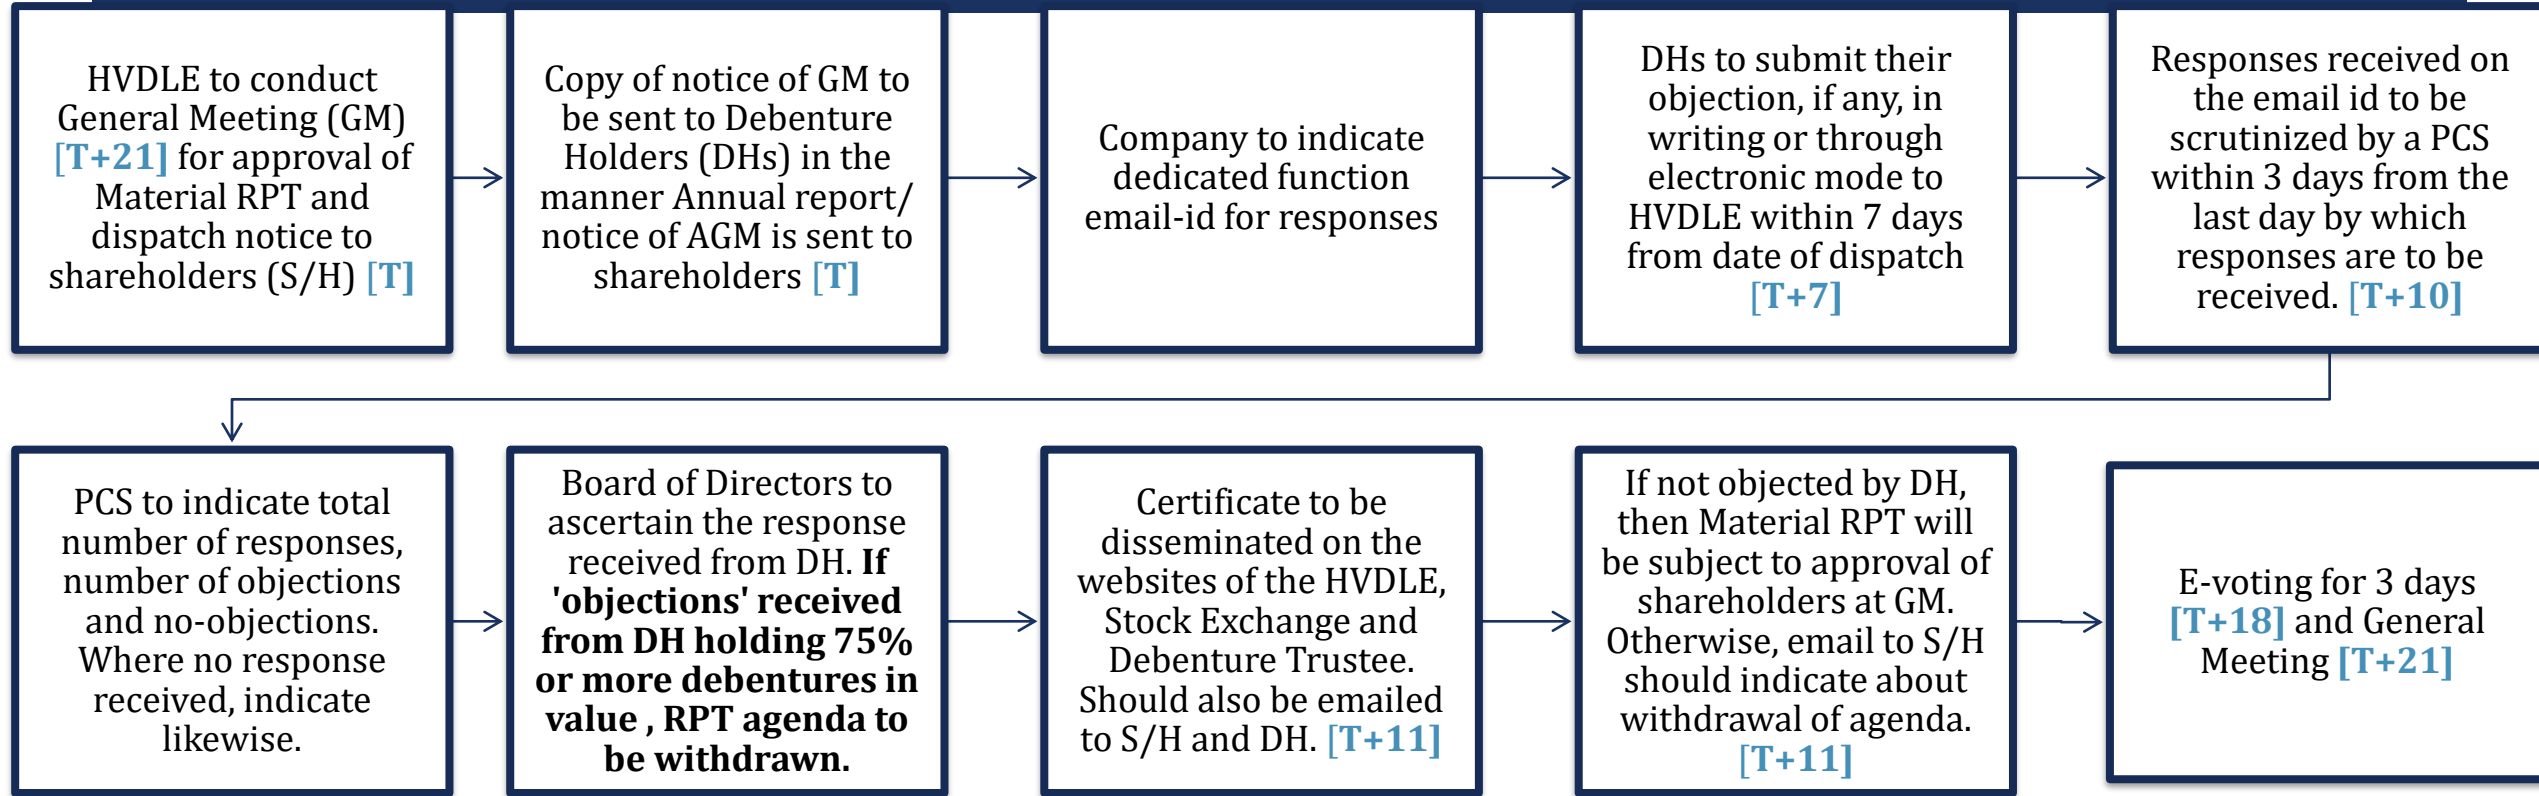 HVDLE to conduct
General Meeting (GM)
[T+21] for approval of
Material RPT and
dispatch notice to
shareholders (S/H) [T]
Copy of notice of GM to
be sent to Debenture
Holders (DHs) in the
manner Annual report/
notice of AGM is sent to
shareholders [T]
Company to indicate
dedicated function
email-id for responses
DHs to submit their
objection, if any, in
writing or through
electronic mode to
HVDLE within 7 days
from date of dispatch
[T+7]
Responses received on
the email id to be
scrutinized by a PCS
within 3 days from the
last day by which
responses are to be
received. [T+10]
PCS to indicate total
number of responses,
number of objections
and no-objections.
Where no response
received, indicate
likewise.
Board of Directors to
ascertain the response
received from DH. If
'objections' received
from DH holding 75%
or more debentures in
value , RPT agenda to
be withdrawn.
Certificate to be
disseminated on the
websites of the HVDLE,
Stock Exchange and
Debenture Trustee.
Should also be emailed
to S/H and DH. [T+11]
If not objected by DH,
then Material RPT will
be subject to approval of
shareholders at GM.
Otherwise, email to S/H
should indicate about
withdrawal of agenda.
[T+11]
E-voting for 3 days
[T+18] and General
Meeting [T+21]